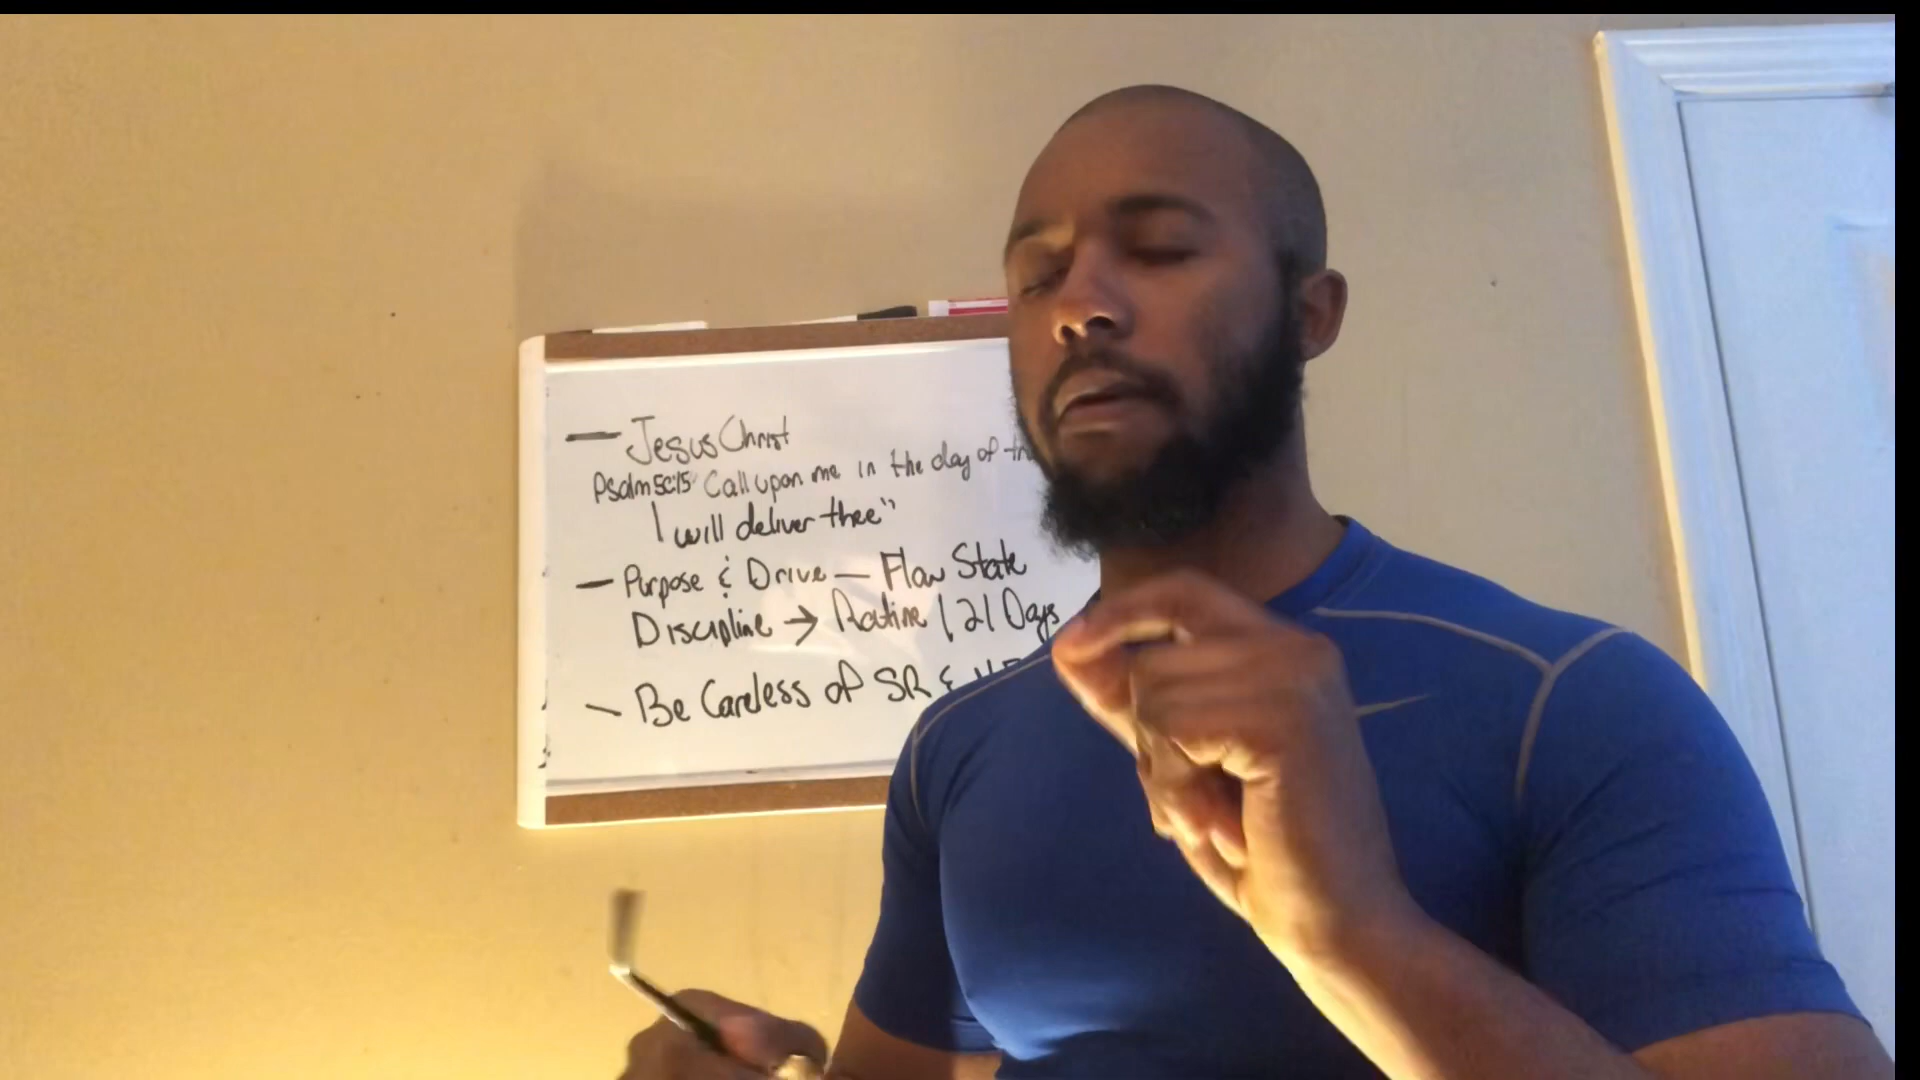 — Jesus Christ
Psalm 50:15 "Call upon me in the day of
I will deliver thee"
— Purpose & Drive — Flow State
Discipline → Routine | 21 Days
— Be Careless of SR &